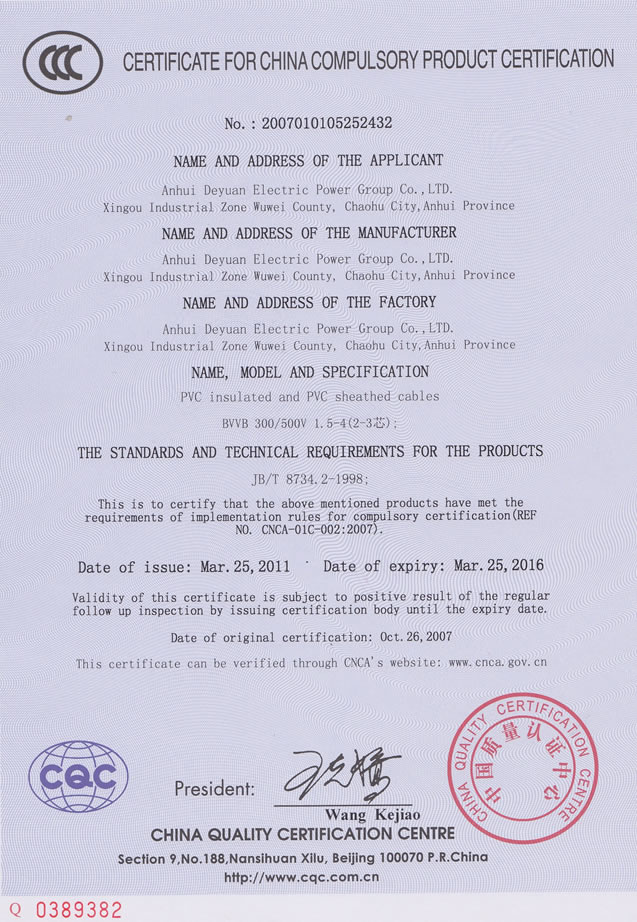 CCC
CERTIFICATE FOR CHINA COMPULSORY PRODUCT CERTIFICATION
No.: 2007010105252432
NAME AND ADDRESS OF THE APPLICANT
Anhui Deyuan Electric Power Group Co.,LTD.
Xingou Industrial Zone Wuwei County, Chaohu City,Anhui Province
NAME AND ADDRESS OF THE MANUFACTURER
Anhui Deyuan Electric Power Group Co.,LTD.
Xingou Industrial Zone Wuwei County, Chaohu City,Anhui Province
NAME AND ADDRESS OF THE FACTORY
Anhui Deyuan Electric Power Group Co.,LTD.
Xingou Industrial Zone Wuwei County, Chaohu City,Anhui Province
NAME, MODEL AND SPECIFICATION
PVC insulated and PVC sheathed cables
BVVB 300/500V 1.5-4(2-3芯);
THE STANDARDS AND TECHNICAL REQUIREMENTS FOR THE PRODUCTS
JB/T 8734.2-1998;
This is to certify that the above mentioned products have met the
requirements of implementation rules for compulsory certification(REF
NO. CNCA-01C-002:2007).
Date of issue: Mar.25,2011 Date of expiry: Mar.25,2016
Validity of this certificate is subject to positive result of the regular
follow up inspection by issuing certification body until the expiry date.
Date of original certification: Oct.26,2007
This certificate can be verified through CNCA's website: www.cnca.gov.cn
CHINA QUALITY CERTIFICATION CENTRE
中国质量认证中心
CQC
President: 王克娇
Wang Kejiao
CHINA QUALITY CERTIFICATION CENTRE
Section 9,No.188,Nansihuan Xilu, Beijing 100070 P.R.China
http://www.cqc.com.cn
Q 0389382